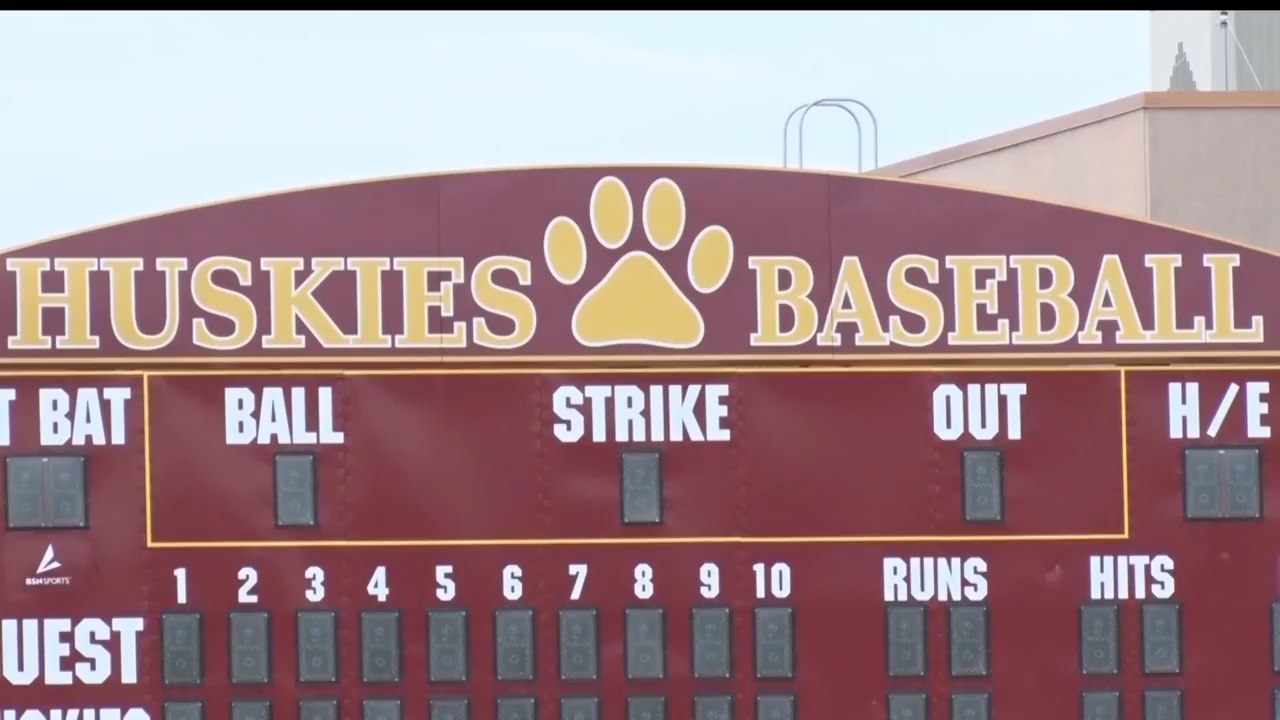 HUSKIES BASEBALL
T BAT BALL STRIKE OUT H/E
BSN SPORTS
1 2 3 4 5 6 7 8 9 10 RUNS HITS
UEST